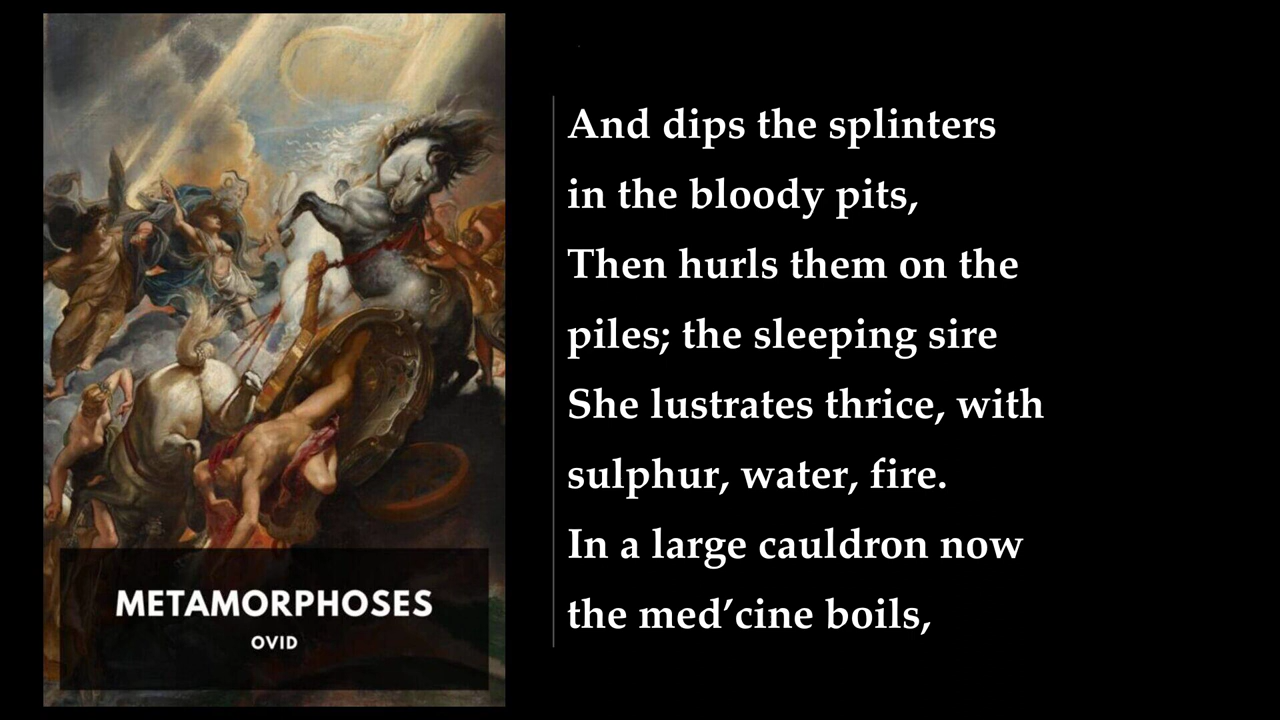 METAMORPHOSES
OVID
And dips the splinters
in the bloody pits,
Then hurls them on the
piles; the sleeping sire
She lustrates thrice, with
sulphur, water, fire.
In a large cauldron now
the med’cine boils,